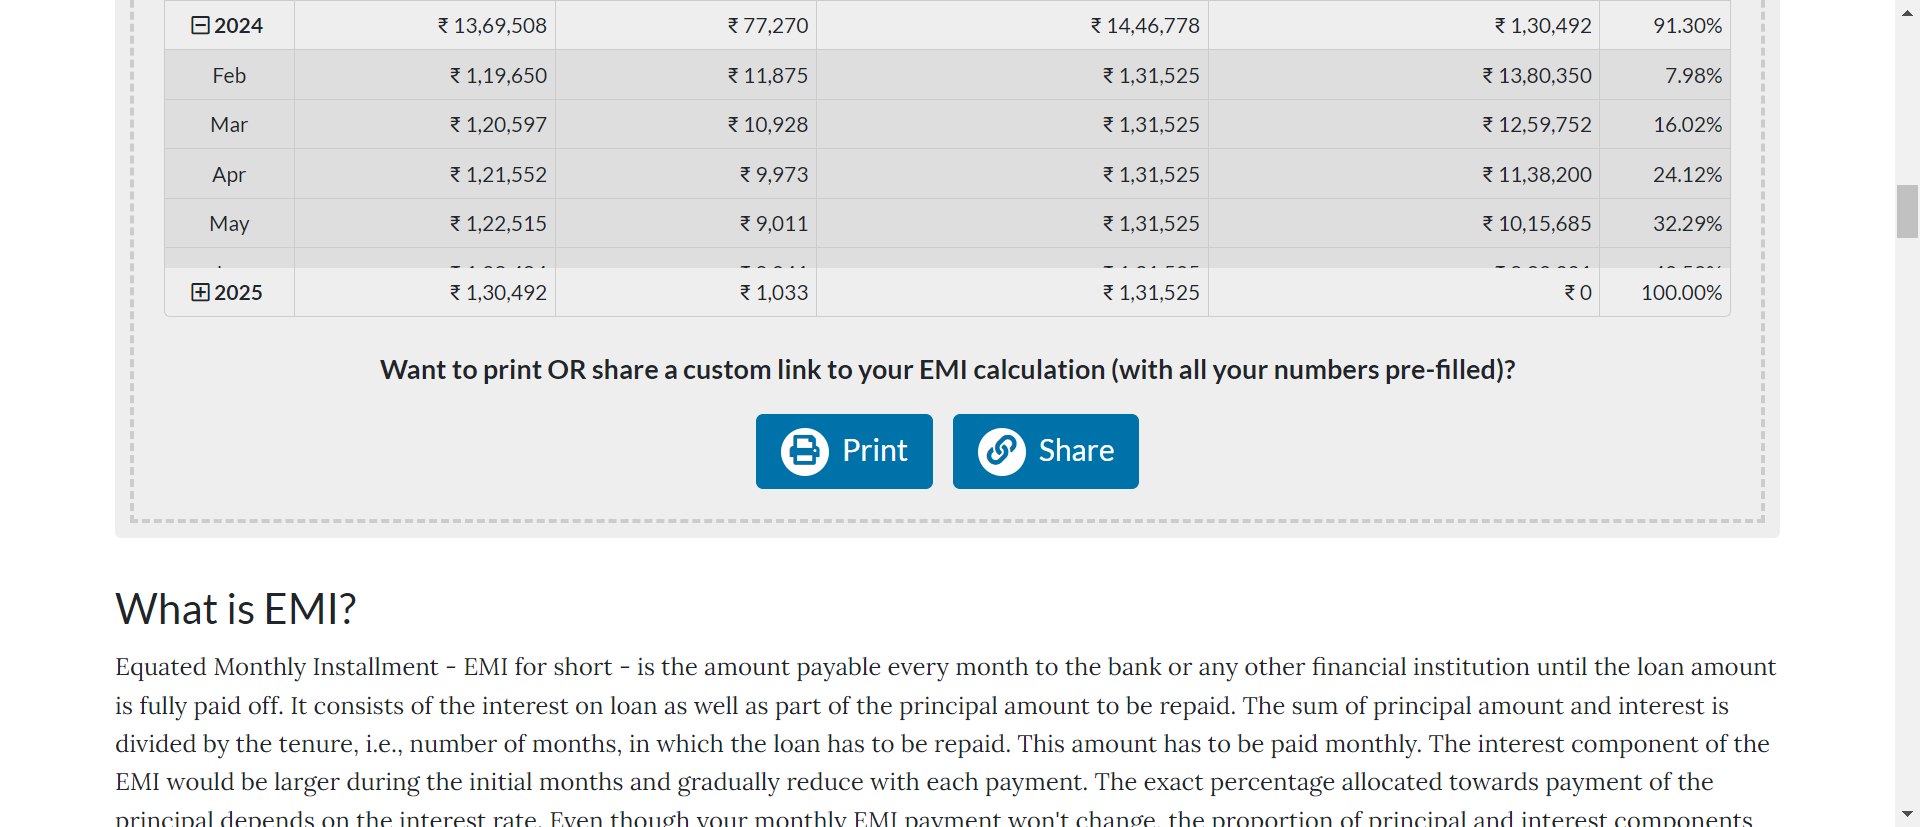 2024 ₹ 13,69,508 ₹ 77,270 ₹ 14,46,778 ₹ 1,30,492 91.30%
Feb ₹ 1,19,650 ₹ 11,875 ₹ 1,31,525 ₹ 13,80,350 7.98%
Mar ₹ 1,20,597 ₹ 10,928 ₹ 1,31,525 ₹ 12,59,752 16.02%
Apr ₹ 1,21,552 ₹ 9,973 ₹ 1,31,525 ₹ 11,38,200 24.12%
May ₹ 1,22,515 ₹ 9,011 ₹ 1,31,525 ₹ 10,15,685 32.29%
2025 ₹ 1,30,492 ₹ 1,033 ₹ 1,31,525 ₹ 0 100.00%
Want to print OR share a custom link to your EMI calculation (with all your numbers pre-filled)?
Print Share
What is EMI?
Equated Monthly Installment - EMI for short - is the amount payable every month to the bank or any other financial institution until the loan amount
is fully paid off. It consists of the interest on loan as well as part of the principal amount to be repaid. The sum of principal amount and interest is
divided by the tenure, i.e., number of months, in which the loan has to be repaid. This amount has to be paid monthly. The interest component of the
EMI would be larger during the initial months and gradually reduce with each payment. The exact percentage allocated towards payment of the
principal depends on the interest rate. Even though your monthly EMI payment won't change, the proportion of principal and interest components